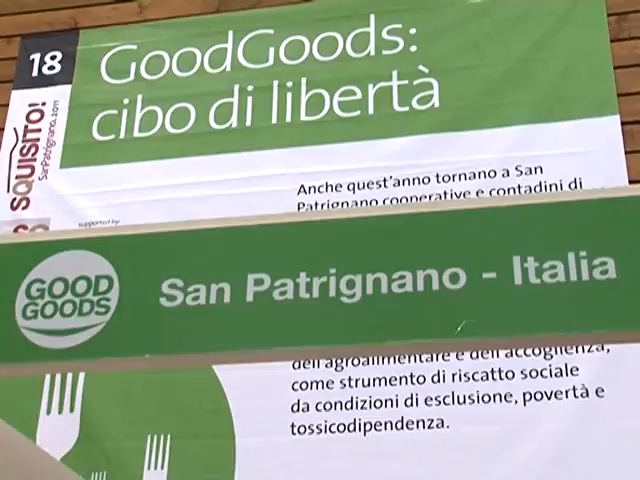 18
GoodGoods:
cibo di libertà
SQUISITO!
SanPatrignano.2011
Anche quest'anno tornano a San
Patrignano cooperative e contadini di
supported by:
GOOD
GOODS
San Patrignano - Italia
dell'agroalimentare e dell'accoglienza,
come strumento di riscatto sociale
da condizioni di esclusione, povertà e
tossicodipendenza.